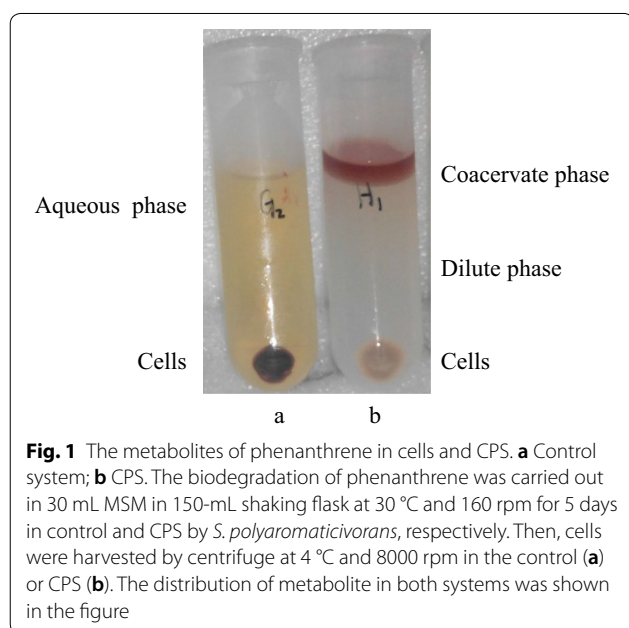 Aqueous phase
Cells
G2
H1
Coacervate phase
Dilute phase
Cells
a
b
Fig. 1 The metabolites of phenanthrene in cells and CPS. a Control
system; b CPS. The biodegradation of phenanthrene was carried out
in 30 mL MSM in 150-mL shaking flask at 30 °C and 160 rpm for 5 days
in control and CPS by S. polyaromaticivorans, respectively. Then, cells
were harvested by centrifuge at 4 °C and 8000 rpm in the control (a)
or CPS (b). The distribution of metabolite in both systems was shown
in the figure